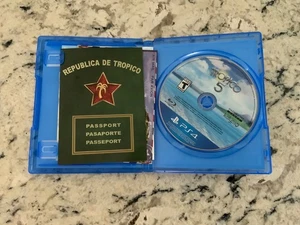 REPUBLICA DE TROPICO
PASSPORT
PASAPORTE
PASSEPORT
TROPICO
5
PS4